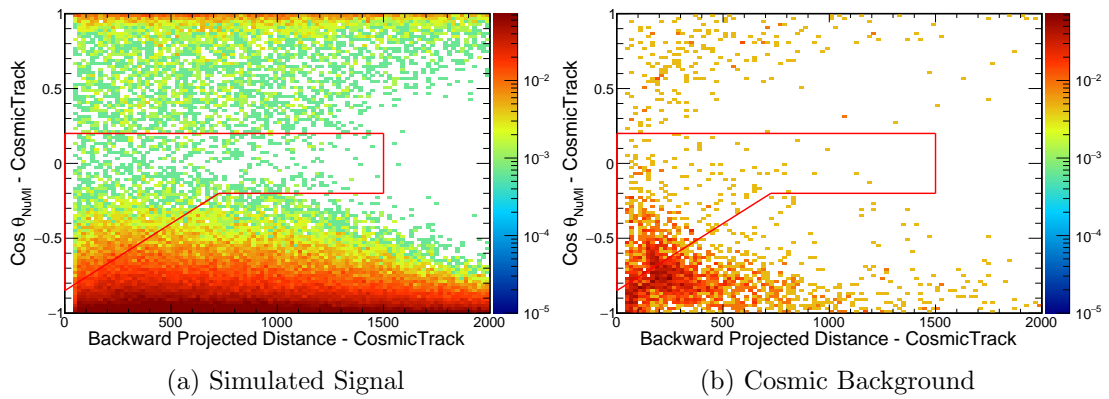 1
0.5
0
−0.5
−1
Cos θNuMI - CosmicTrack
0 500 1000 1500 2000
Backward Projected Distance - CosmicTrack
10−2
10−3
10−4
10−5
(a) Simulated Signal
1
0.5
0
−0.5
−1
Cos θNuMI - CosmicTrack
0 500 1000 1500 2000
Backward Projected Distance - CosmicTrack
10−2
10−3
10−4
10−5
(b) Cosmic Background